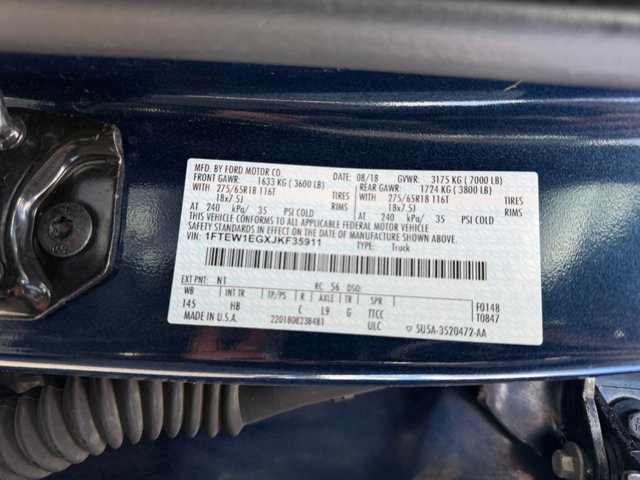 MFD. BY FORD MOTOR CO.
DATE: 08/18 GVWR: 3175 KG ( 7000 LB)
FRONT GAWR: 1633 KG ( 3600 LB) REAR GAWR: 1724 KG ( 3800 LB)
WITH 275/65R18 116T TIRES WITH 275/65R18 116T TIRES
18x7.5J RIMS 18x7.5J
AT 240 kPa/ 35 PSI COLD AT 240 kPa/ 35 PSI COLD
THIS VEHICLE CONFORMS TO ALL APPLICABLE FEDERAL MOTOR VEHICLE
SAFETY STANDARDS IN EFFECT ON THE DATE OF MANUFACTURE SHOWN ABOVE.
VIN: 1FTEW1EGXJKF35911 TYPE: Truck
EXT PNT: N1 RC: 56 DSO:
WB INT TR TP/PS R AXLE TR SPR
145 HB C L9 G TTCC F0148
T0847
MADE IN U.S.A. 220180823B4B1 ULC 5U5A-3520472-AA